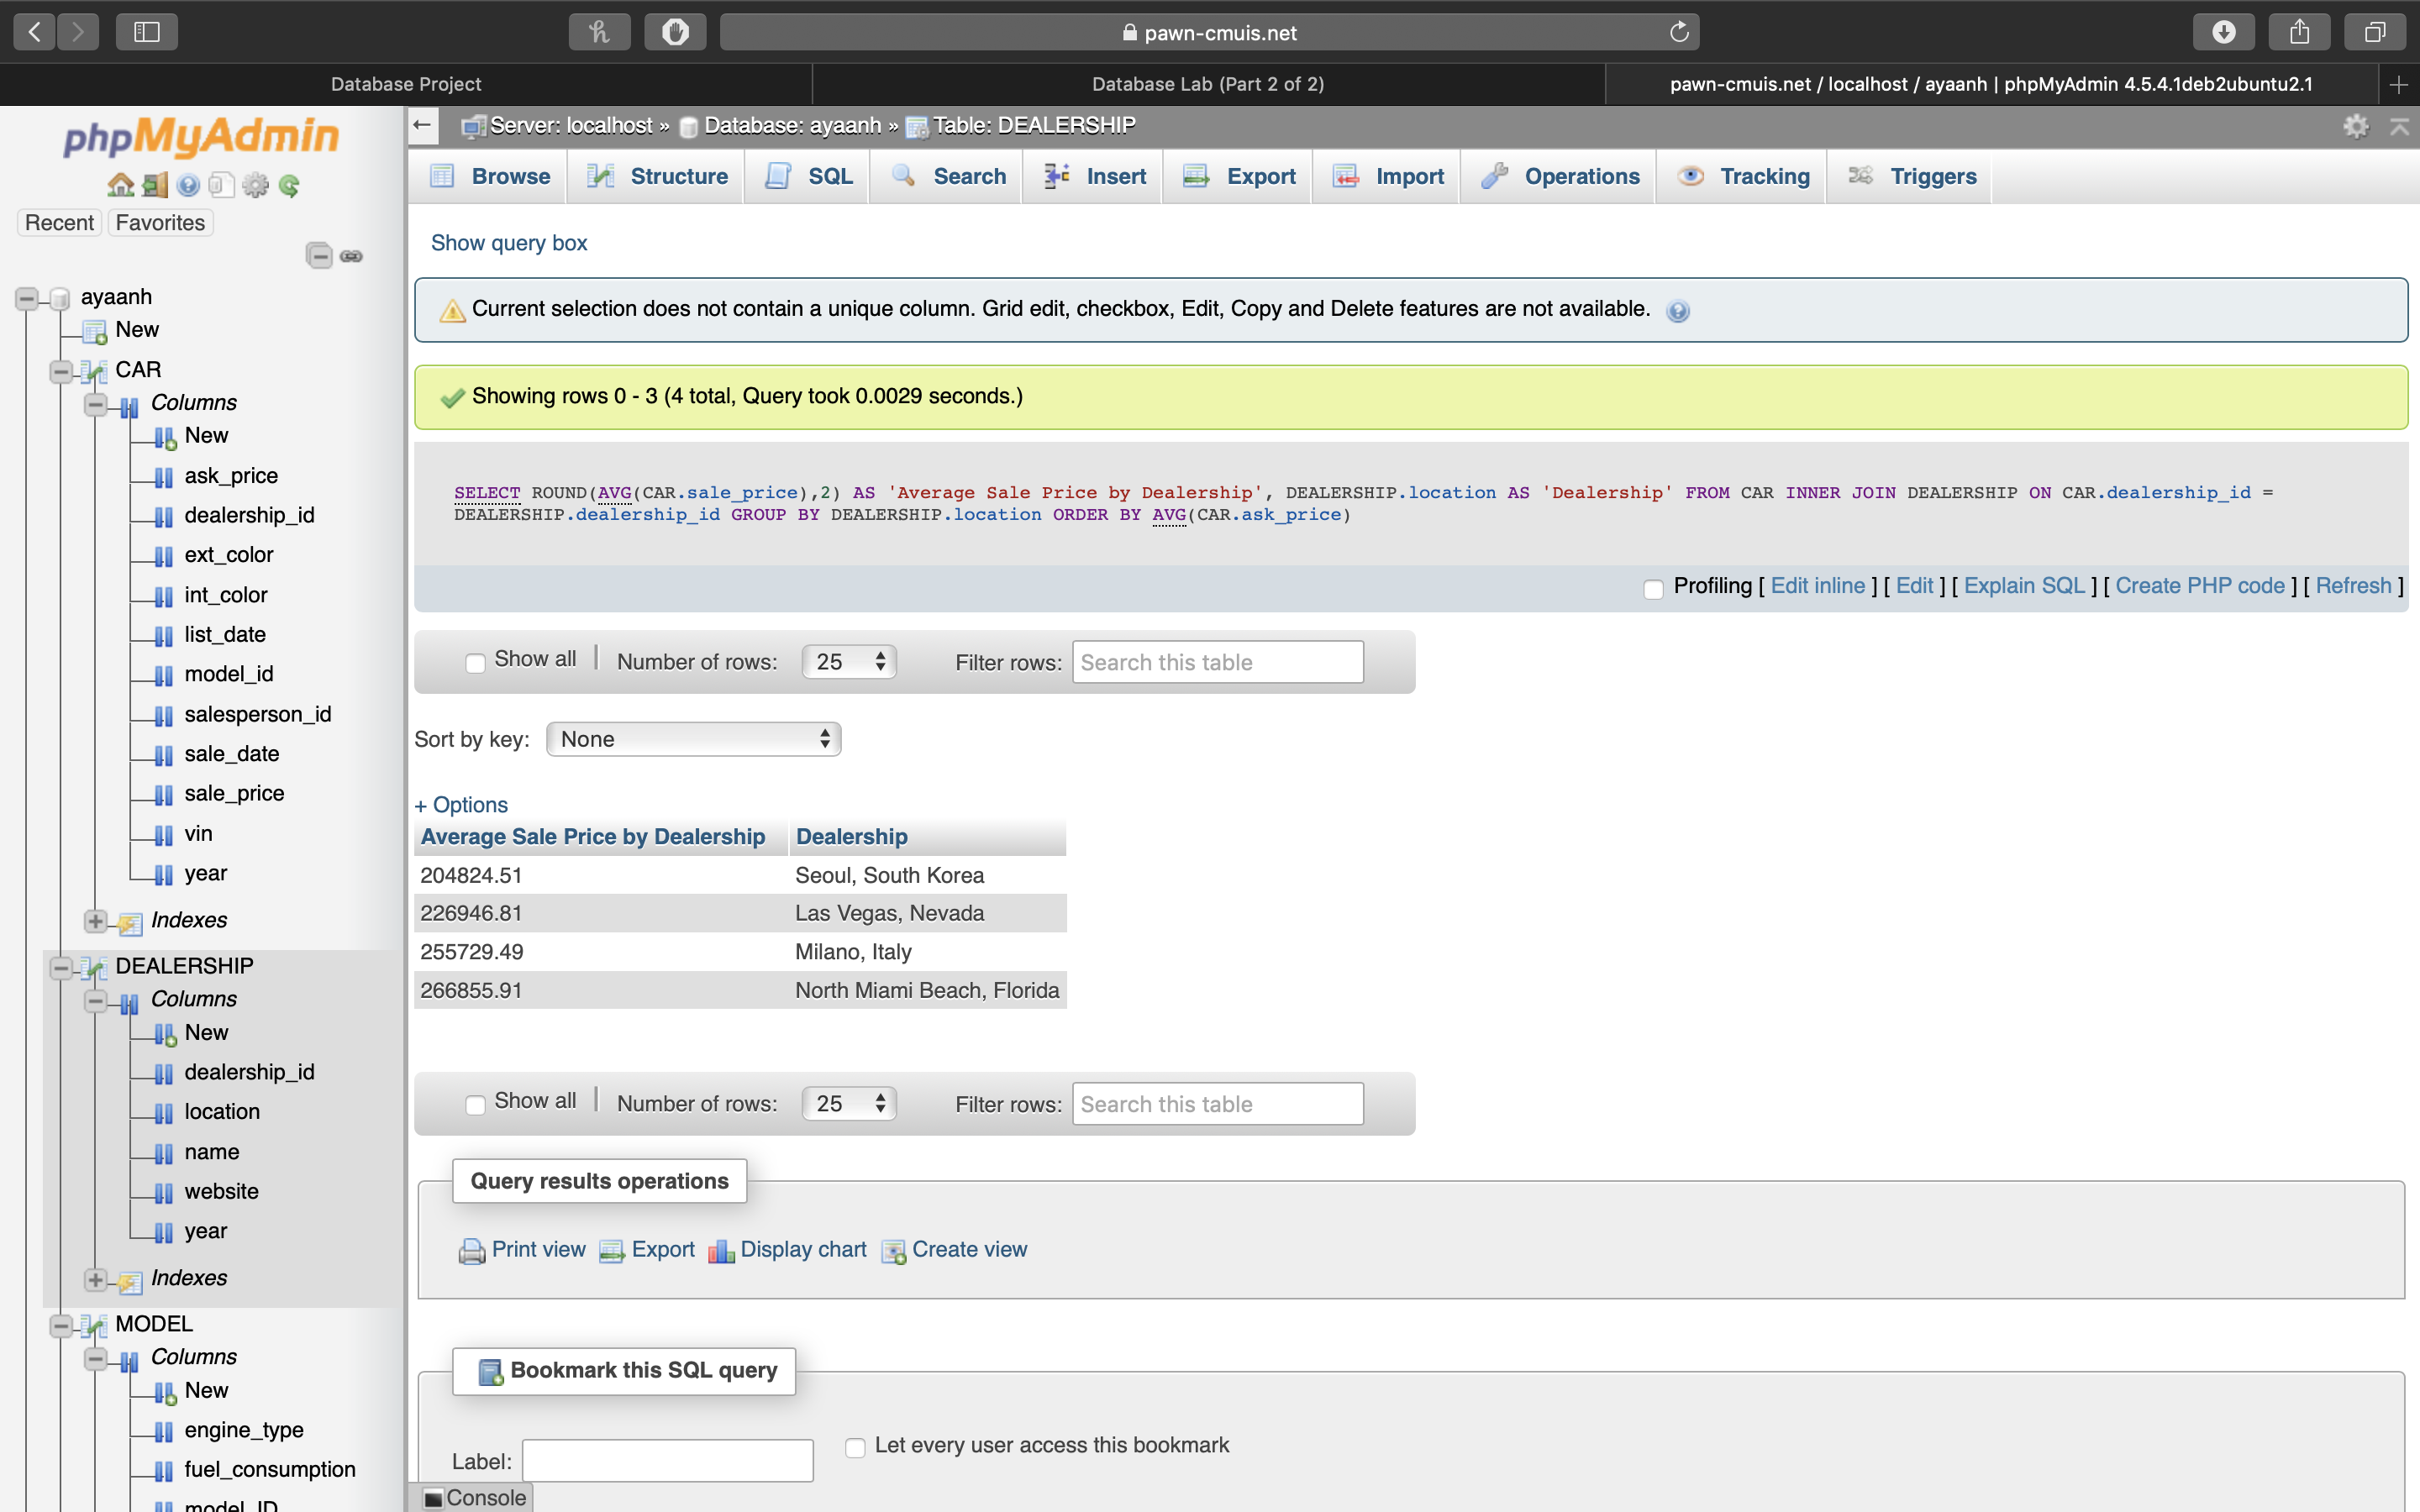 pawn-cmuis.net
Database Project
Database Lab (Part 2 of 2)
pawn-cmuis.net / localhost / ayaanh | phpMyAdmin 4.5.4.1deb2ubuntu2.1
phpMyAdmin
Recent
Favorites
ayaanh
New
CAR
Columns
New
ask_price
dealership_id
ext_color
int_color
list_date
model_id
salesperson_id
sale_date
sale_price
vin
year
Indexes
DEALERSHIP
Columns
New
dealership_id
location
name
website
year
Indexes
MODEL
Columns
New
engine_type
fuel_consumption
model_ID
Server: localhost » Database: ayaanh » Table: DEALERSHIP
Browse Structure SQL Search Insert Export Import Operations Tracking Triggers
Show query box
Current selection does not contain a unique column. Grid edit, checkbox, Edit, Copy and Delete features are not available.
Showing rows 0 - 3 (4 total, Query took 0.0029 seconds.)
SELECT ROUND(AVG(CAR.sale_price),2) AS 'Average Sale Price by Dealership', DEALERSHIP.location AS 'Dealership' FROM CAR INNER JOIN DEALERSHIP ON CAR.dealership_id =
DEALERSHIP.dealership_id GROUP BY DEALERSHIP.location ORDER BY AVG(CAR.ask_price)
Profiling [ Edit inline ] [ Edit ] [ Explain SQL ] [ Create PHP code ] [ Refresh ]
Show all | Number of rows: 25 Filter rows: Search this table
Sort by key: None
+ Options
Average Sale Price by Dealership Dealership
204824.51 Seoul, South Korea
226946.81 Las Vegas, Nevada
255729.49 Milano, Italy
266855.91 North Miami Beach, Florida
Show all | Number of rows: 25 Filter rows: Search this table
Query results operations
Print view Export Display chart Create view
Bookmark this SQL query
Label: Let every user access this bookmark
Console